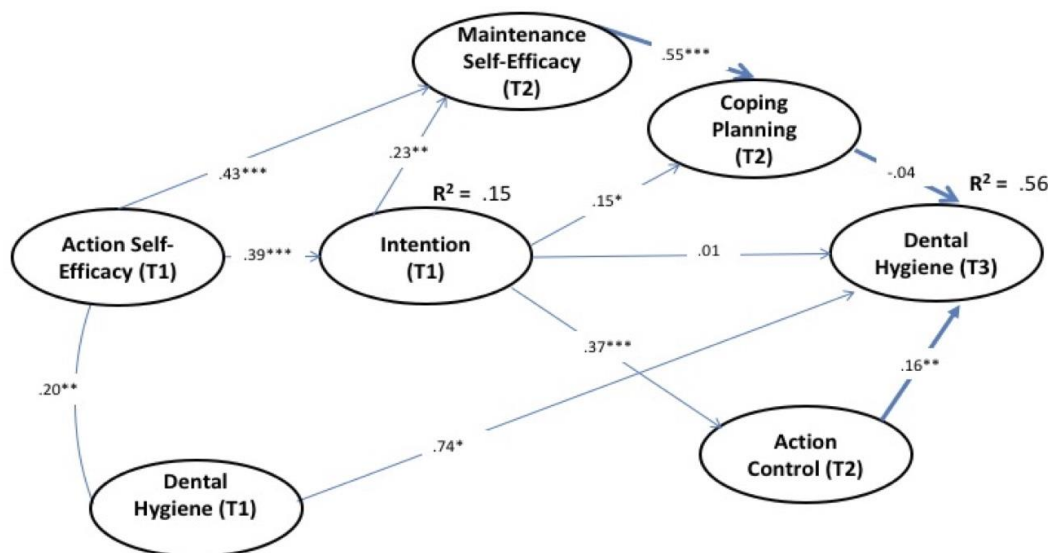 Maintenance
Self-Efficacy
(T2)
.55***
Coping
Planning
(T2)
.43***
.23**
R² = .15
.15*
-.04
R² = .56
Action Self-
Efficacy (T1)
.39***
Intention
(T1)
.01
Dental
Hygiene (T3)
.37***
.16**
.20**
.74*
Action
Control (T2)
Dental
Hygiene (T1)